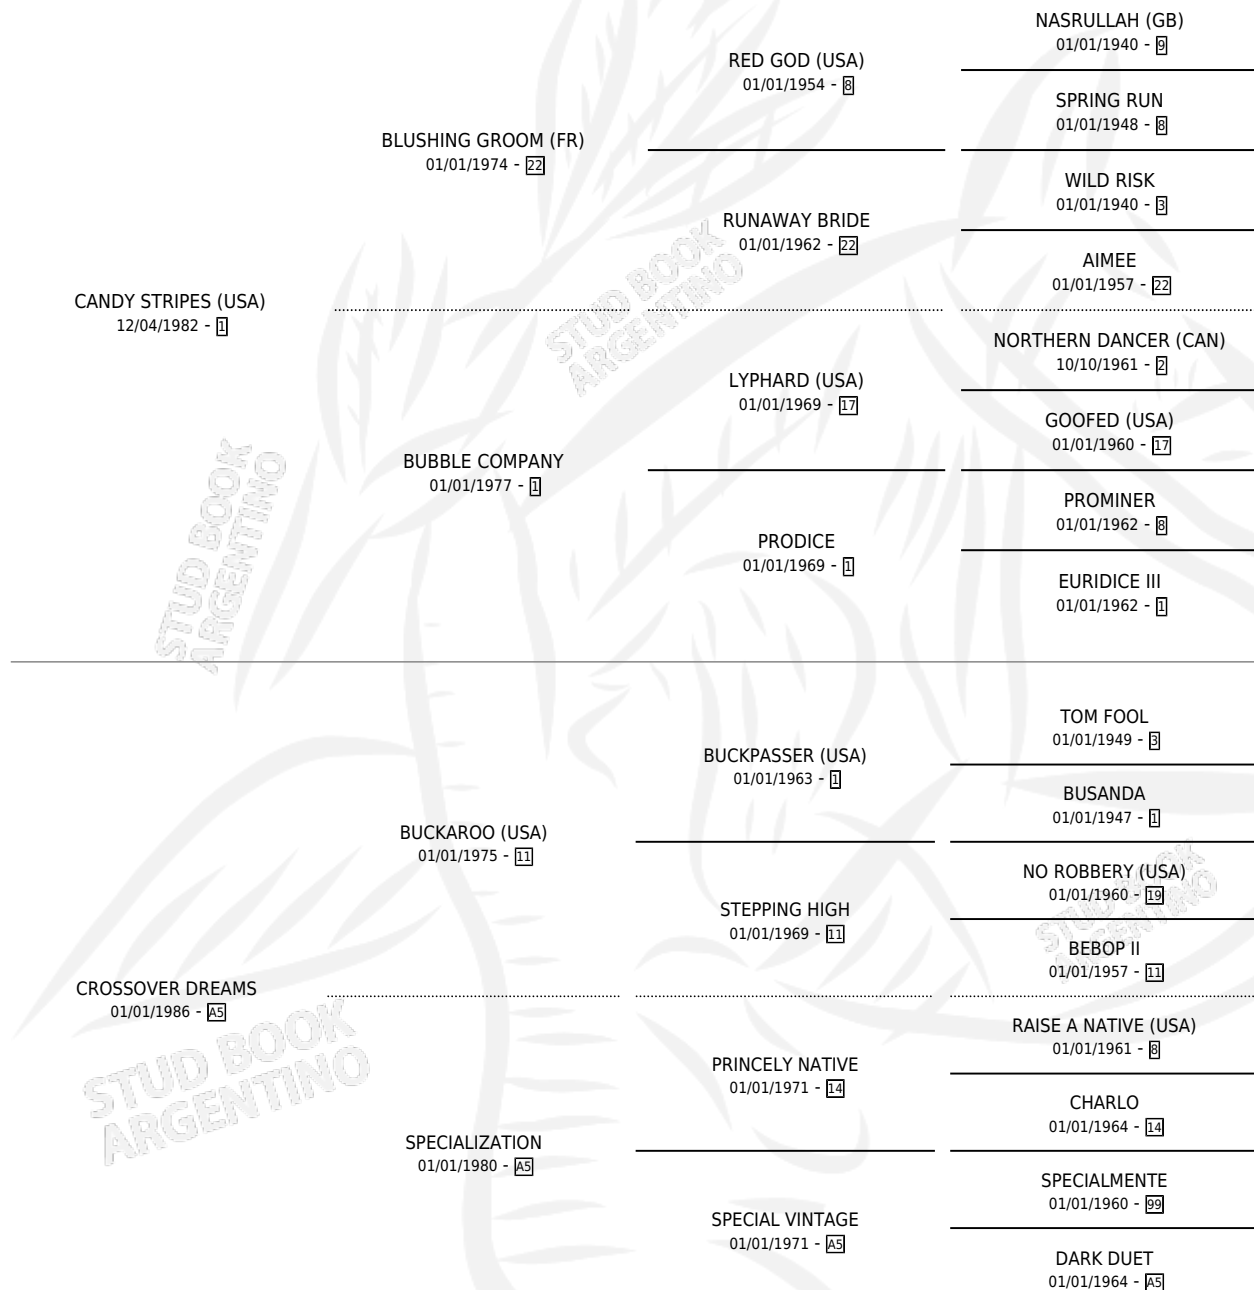 NASRULLAH (GB)
01/01/1940 - 9
RED GOD (USA)
01/01/1954 - 8
SPRING RUN
01/01/1948 - 8
BLUSHING GROOM (FR)
01/01/1974 - 22
WILD RISK
01/01/1940 - 3
RUNAWAY BRIDE
01/01/1962 - 22
AIMEE
01/01/1957 - 22
CANDY STRIPES (USA)
12/04/1982 - 1
NORTHERN DANCER (CAN)
10/10/1961 - 2
LYPHARD (USA)
01/01/1969 - 17
GOOFED (USA)
01/01/1960 - 17
BUBBLE COMPANY
01/01/1977 - 1
PROMINER
01/01/1962 - 8
PRODICE
01/01/1969 - 1
EURIDICE III
01/01/1962 - 1
TOM FOOL
01/01/1949 - 3
BUCKPASSER (USA)
01/01/1963 - 1
BUSANDA
01/01/1947 - 1
BUCKAROO (USA)
01/01/1975 - 11
NO ROBBERY (USA)
01/01/1960 - 19
STEPPING HIGH
01/01/1969 - 11
BEBOP II
01/01/1957 - 11
CROSSOVER DREAMS
01/01/1986 - A5
RAISE A NATIVE (USA)
01/01/1961 - 8
PRINCELY NATIVE
01/01/1971 - 14
CHARLO
01/01/1964 - 14
SPECIALIZATION
01/01/1980 - A5
SPECIALMENTE
01/01/1960 - 99
SPECIAL VINTAGE
01/01/1971 - A5
DARK DUET
01/01/1964 - A5
STUD BOOK
ARGENTINO
STUD BOOK
ARGENTINO
STUD BOOK
ARGENTINO
STUD BOOK
ARGENTINO